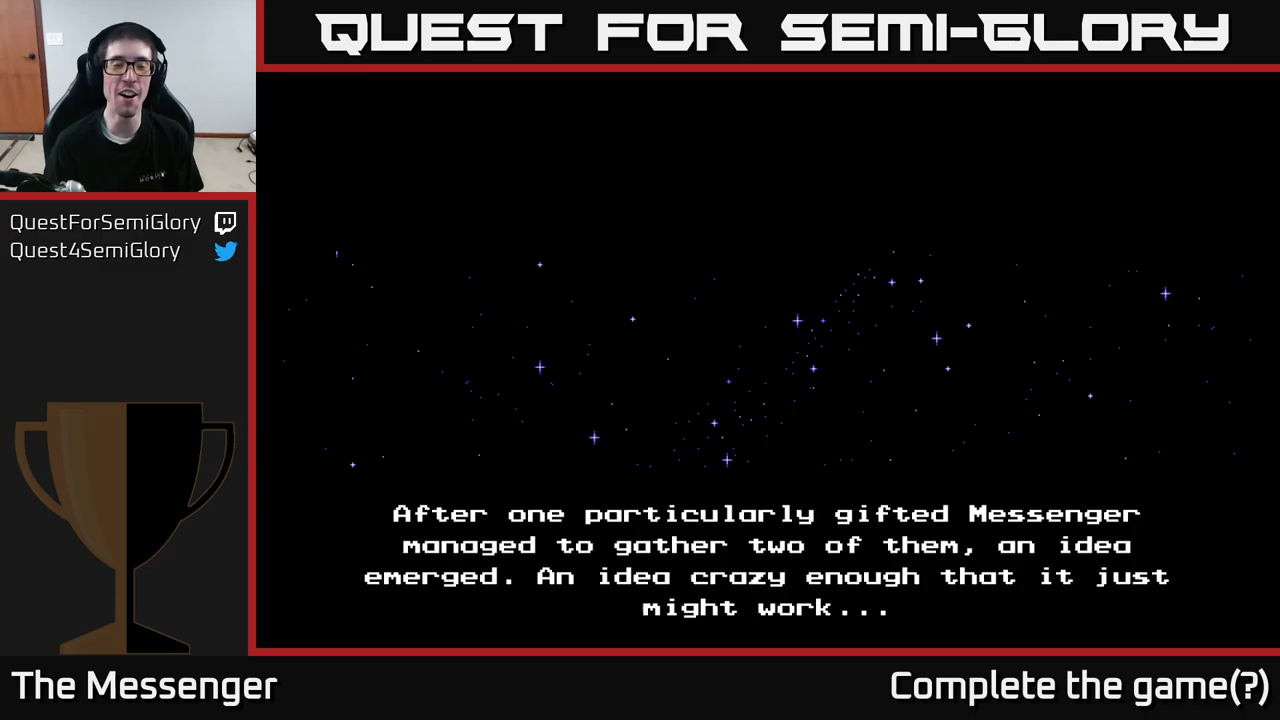 QUEST FOR SEMI-GLORY
QuestForSemiGlory
Quest4SemiGlory
After one particularly gifted Messenger
managed to gather two of them, an idea
emerged. An idea crazy enough that it just
might work...
The Messenger
Complete the game(?)